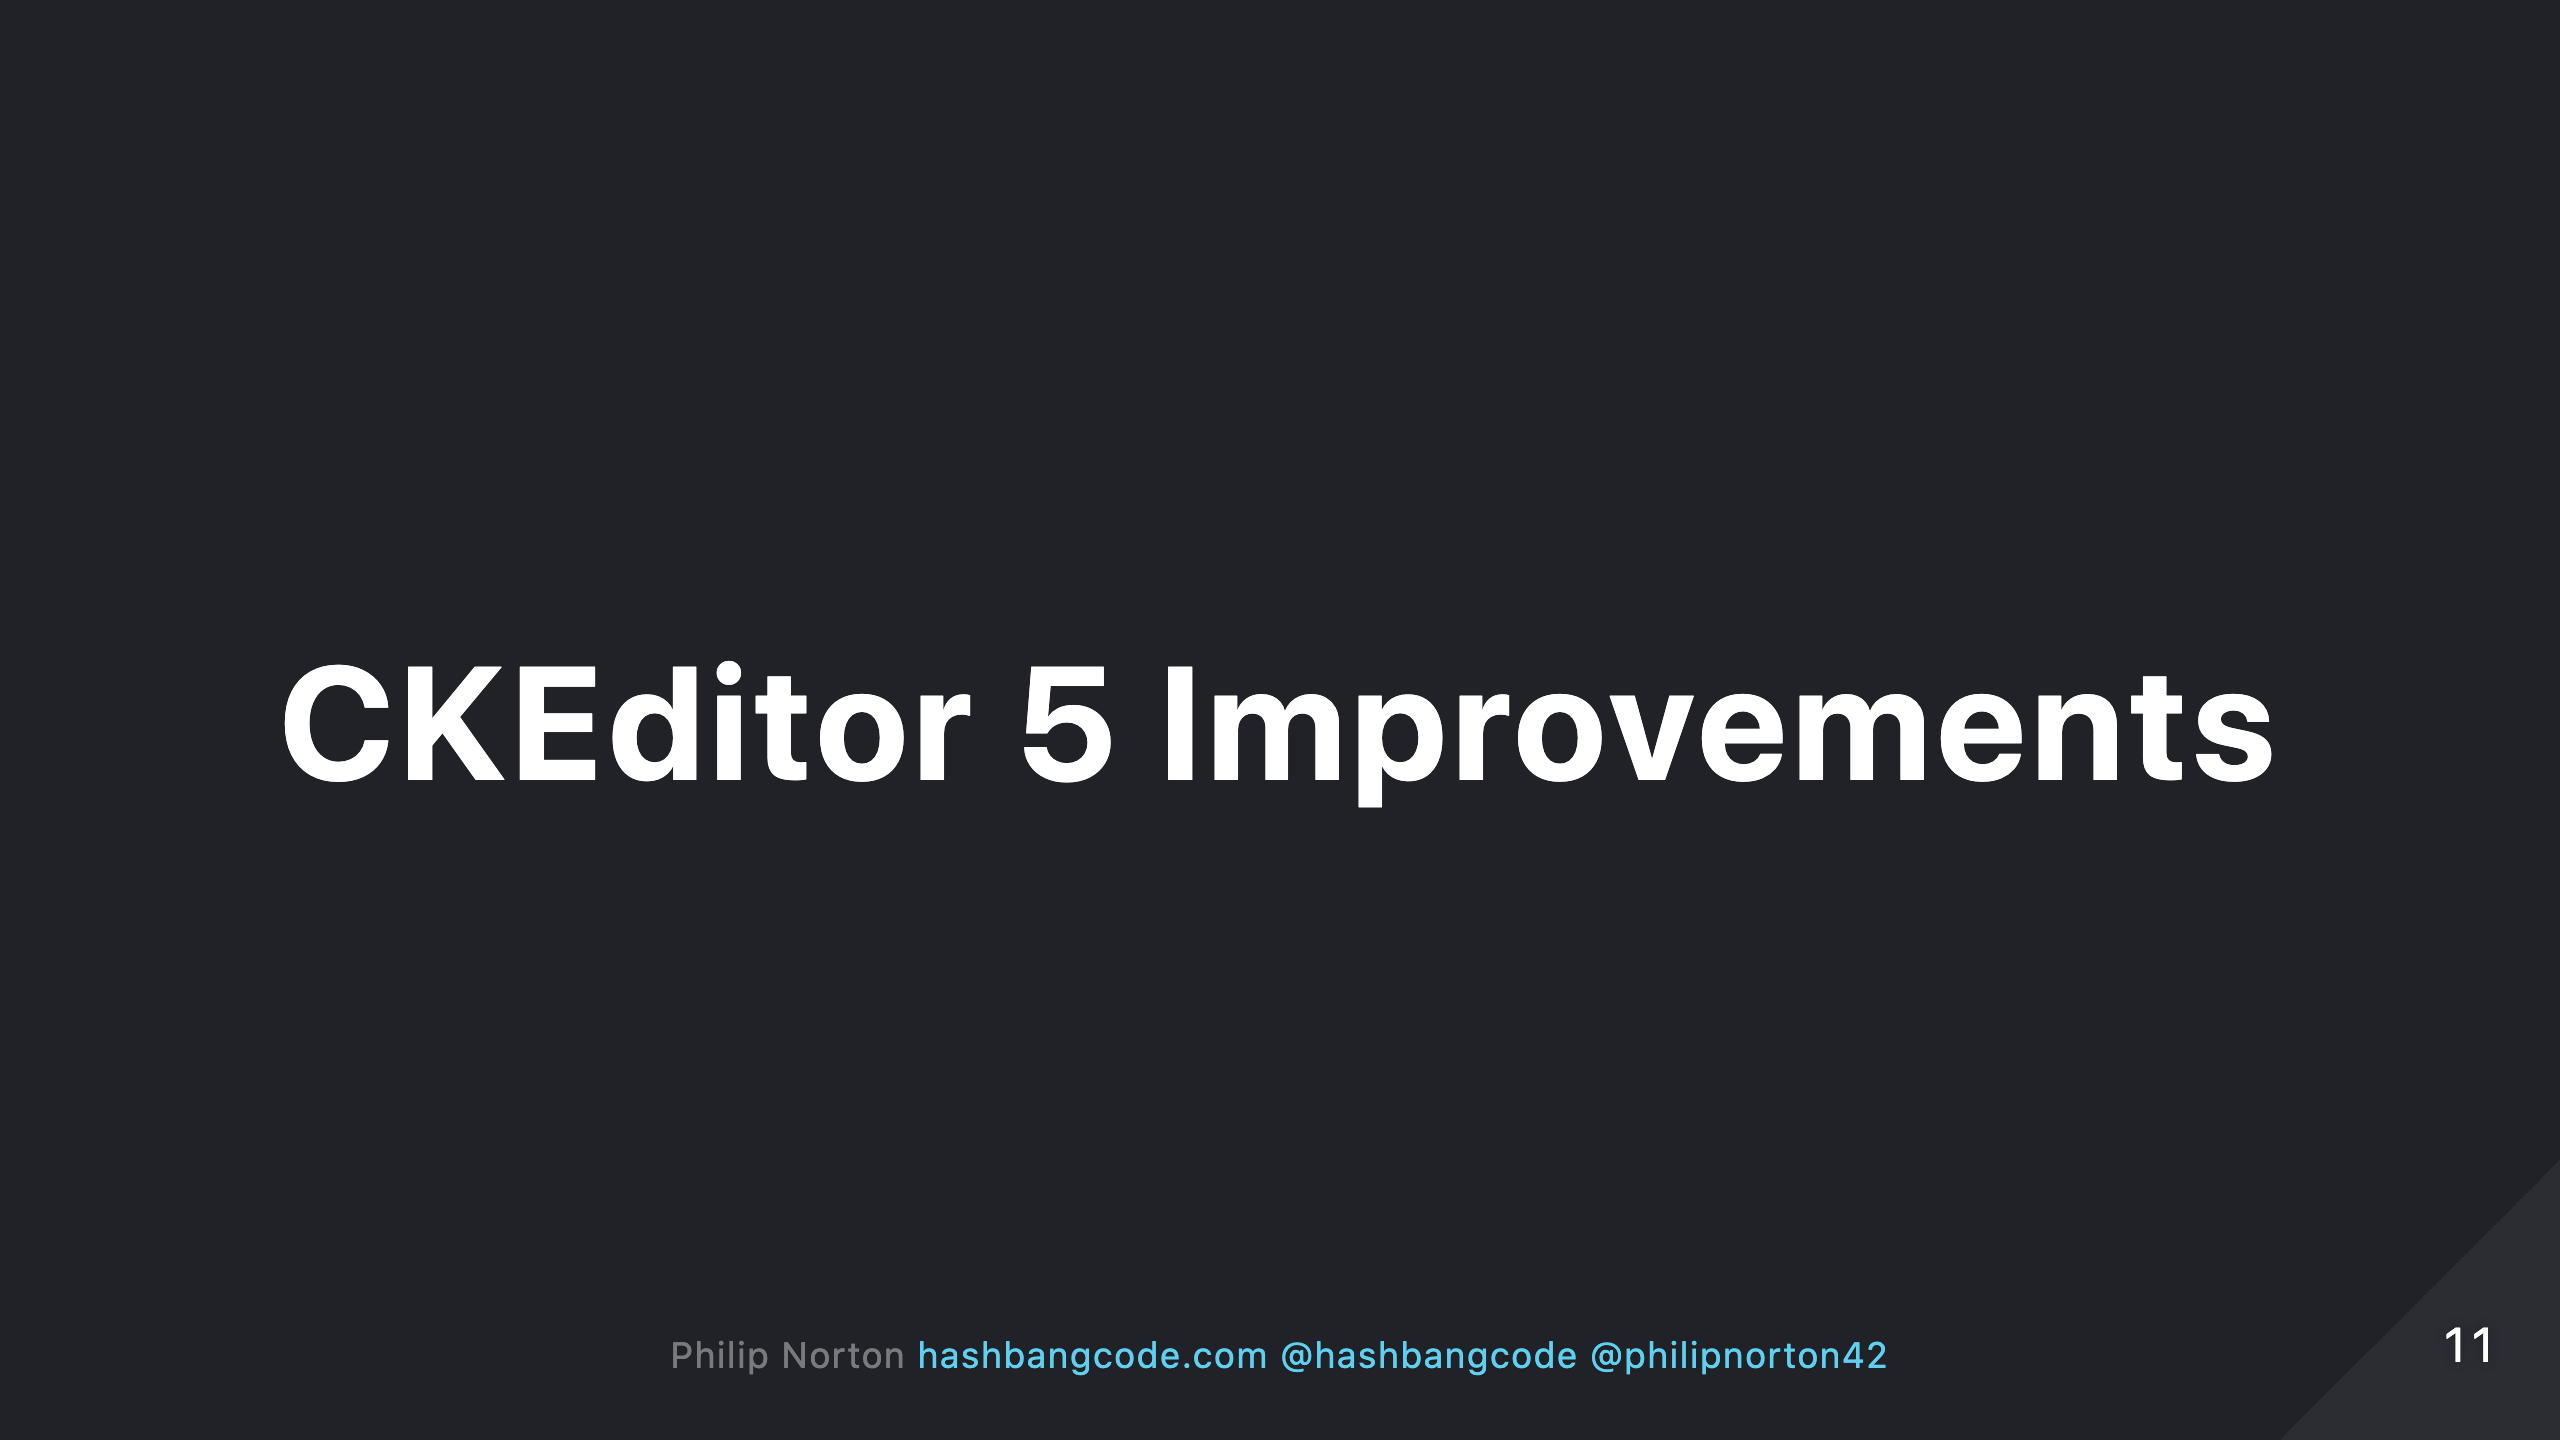 CKEditor 5 Improvements
Philip Norton hashbangcode.com @hashbangcode @philipnorton42
11